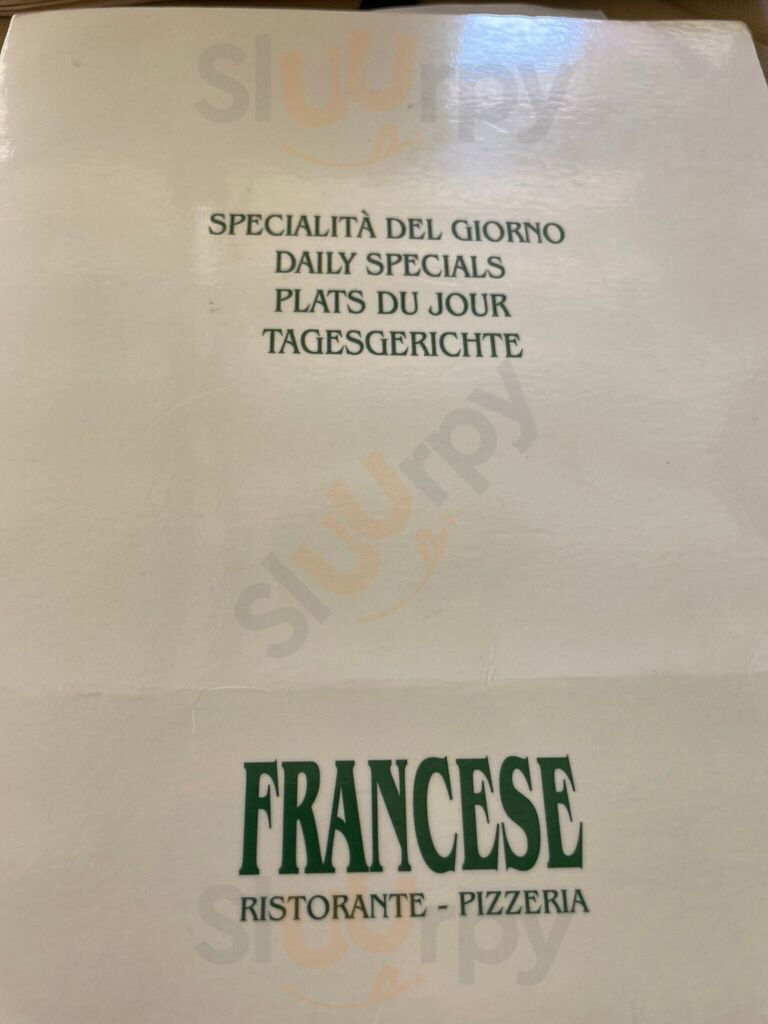 Sluurpy
SPECIALITÀ DEL GIORNO
DAILY SPECIALS
PLATS DU JOUR
TAGESGERICHTE
Sluurpy
FRANCESE
RISTORANTE - PIZZERIA
Sluurpy